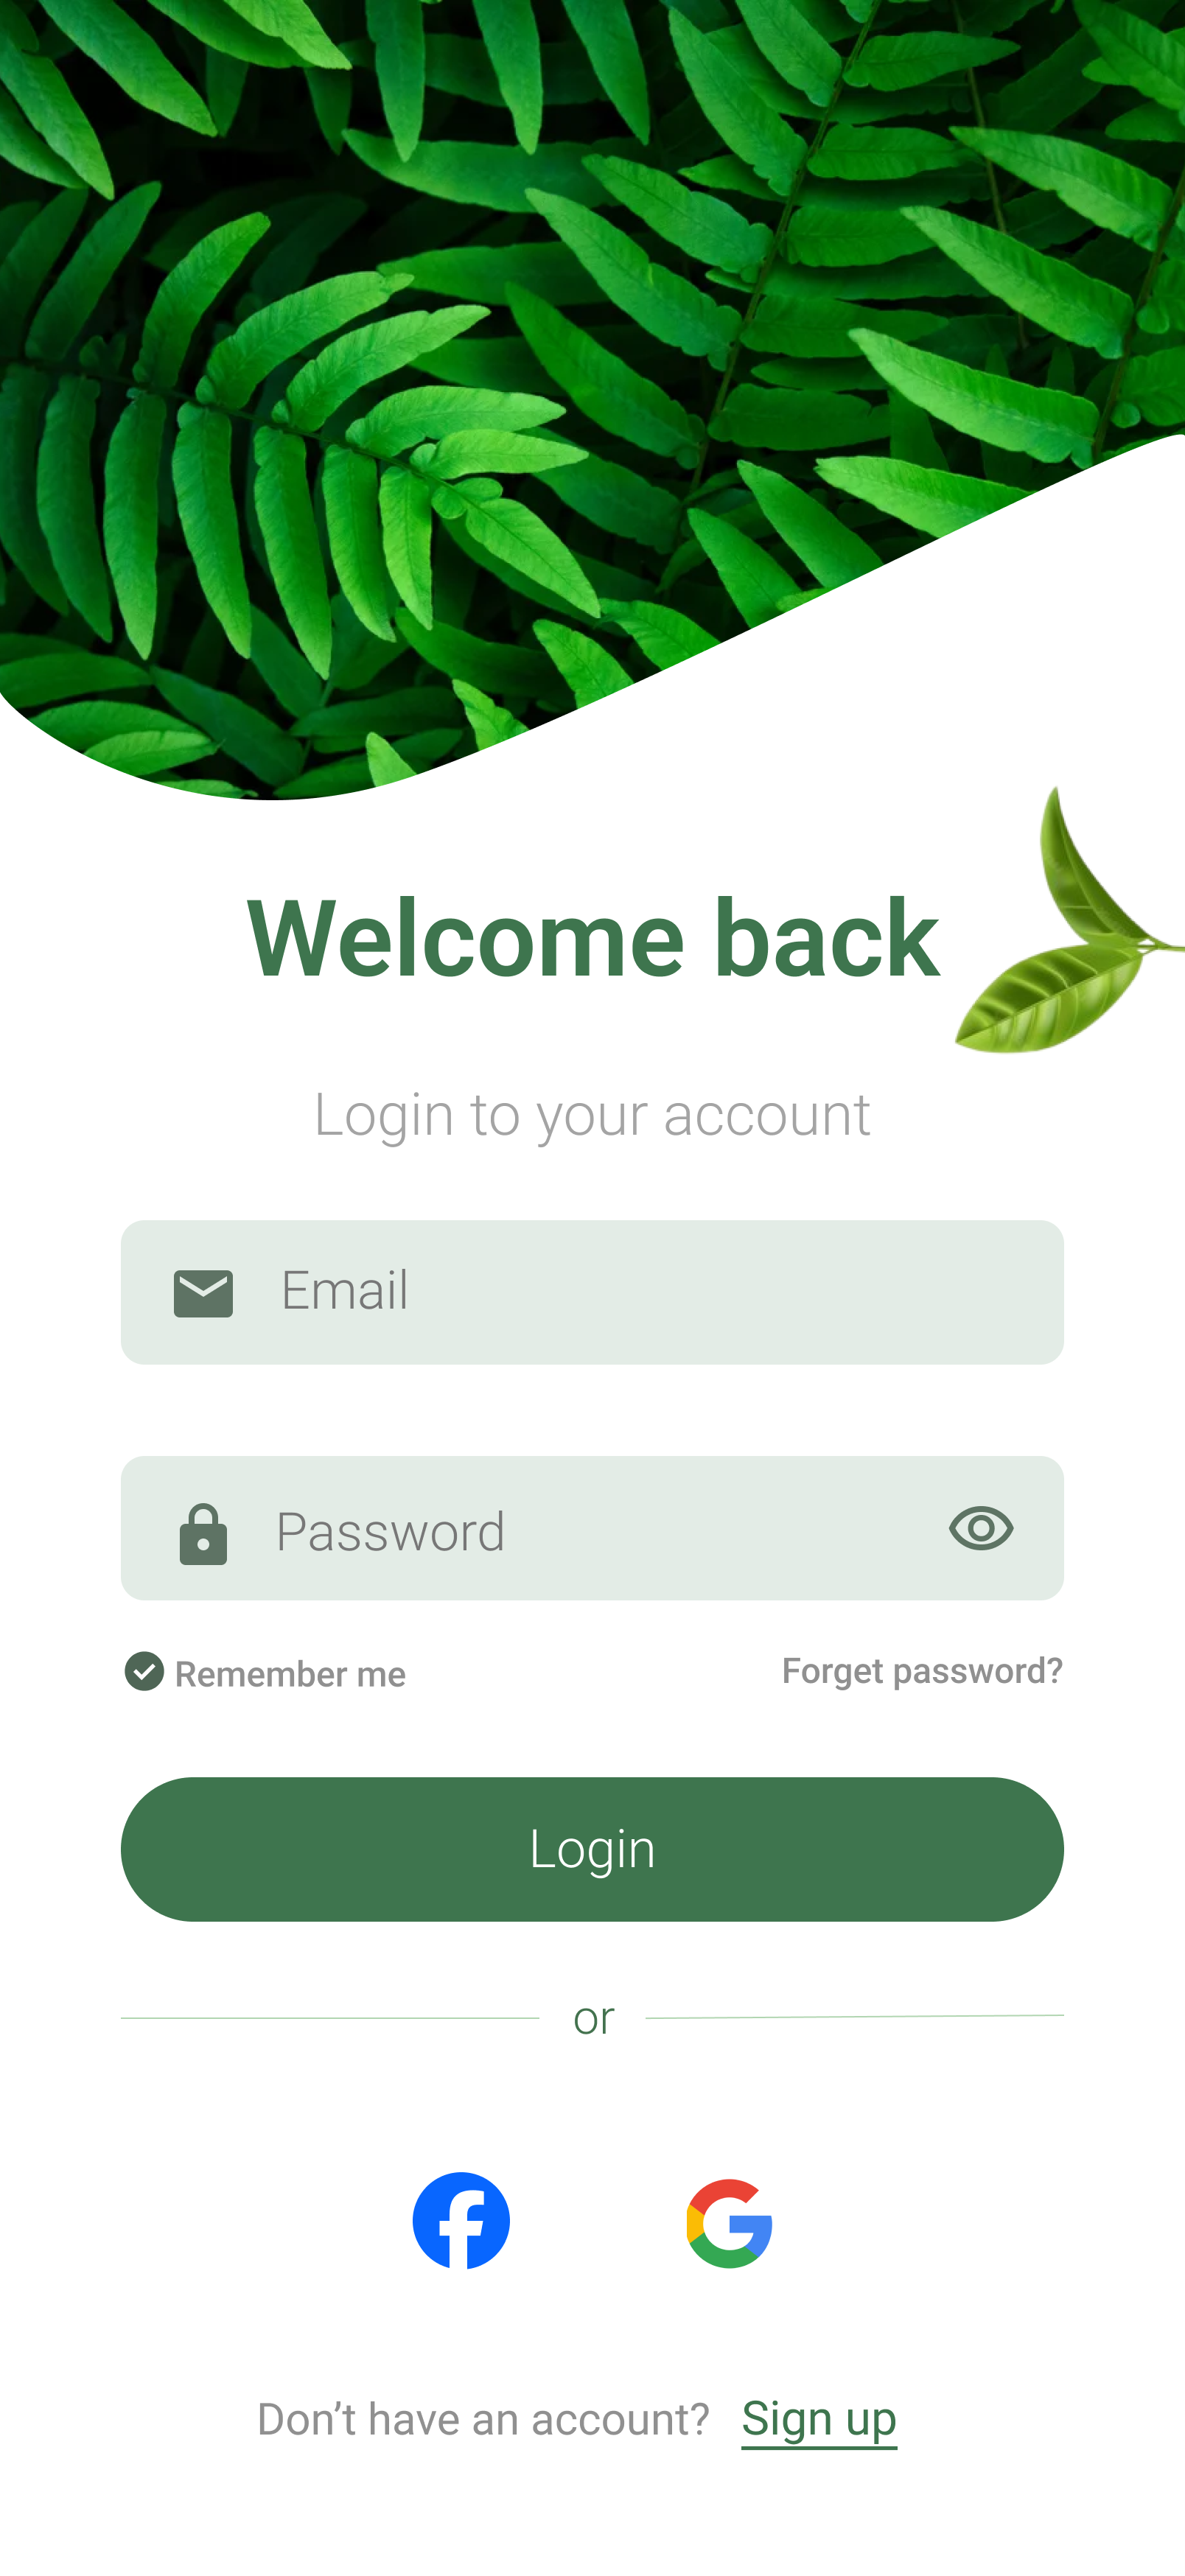 Welcome back
Login to your account
Email
Password
Remember me
Forget password?
Login
or
Don’t have an account? Sign up